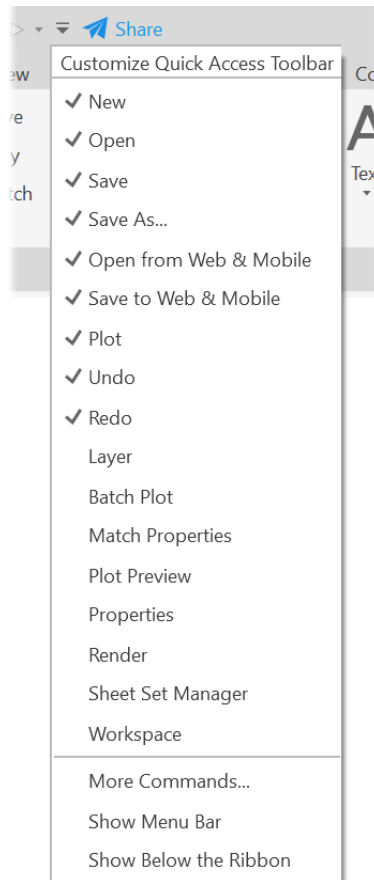 Share
Customize Quick Access Toolbar
New
Open
Save
Save As...
Open from Web & Mobile
Save to Web & Mobile
Plot
Undo
Redo
Layer
Batch Plot
Match Properties
Plot Preview
Properties
Render
Sheet Set Manager
Workspace
More Commands...
Show Menu Bar
Show Below the Ribbon